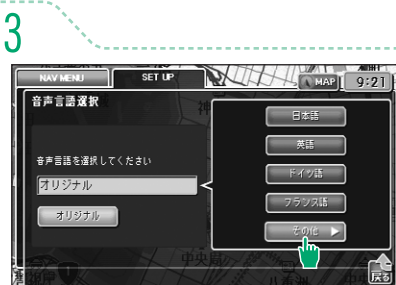 3
NAV MENU
SET UP
MAP
9:21
音声言語選択
音声言語を選択してください
オリジナル
オリジナル
日本語
英語
ドイツ語
フランス語
その他
戻る